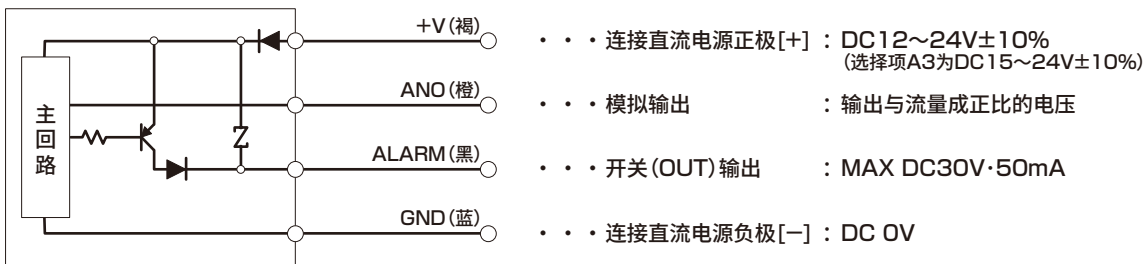 +V(褐) ・・・连接直流电源正极[+]:DC12～24V±10%
(选择项A3为DC15～24V±10%)
ANO(橙) ・・・模拟输出:输出与流量成正比的电压
主回路
ALARM(黑) ・・・开关(OUT)输出:MAX DC30V·50mA
GND(蓝) ・・・连接直流电源负极[−]:DC 0V